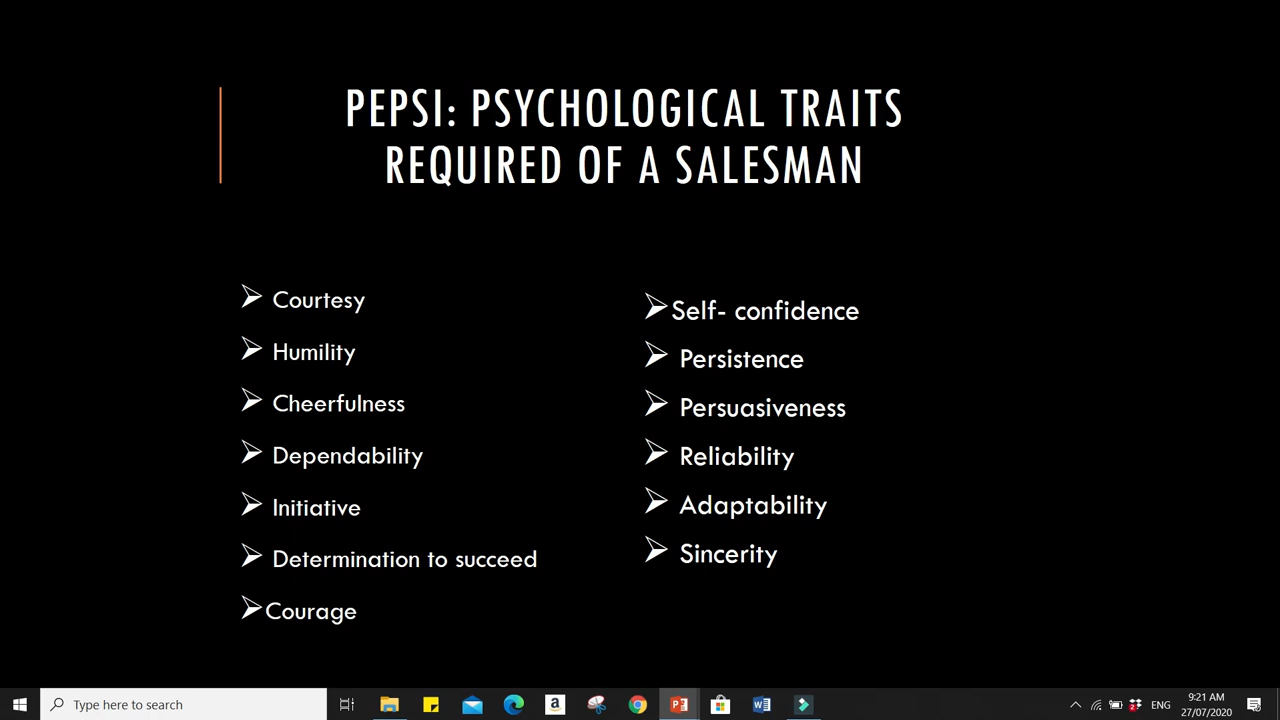 PEPSI: PSYCHOLOGICAL TRAITS
REQUIRED OF A SALESMAN
Courtesy
Humility
Cheerfulness
Dependability
Initiative
Determination to succeed
Courage
Self- confidence
Persistence
Persuasiveness
Reliability
Adaptability
Sincerity
Type here to search
ENG
9:21 AM
27/07/2020